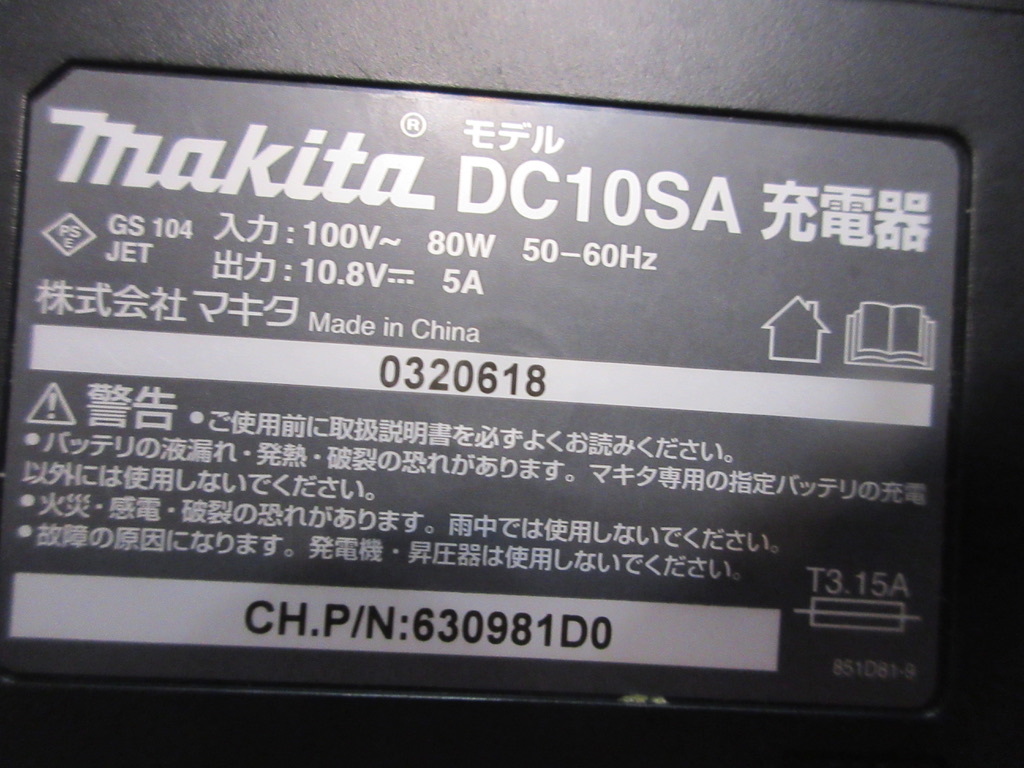 makita® モデル DC10SA 充電器
PSE GS 104 JET 入力：100V~ 80W 50-60Hz
出力：10.8V⎓ 5A
株式会社 マキタ Made in China
0320618
警告 •ご使用前に取扱説明書を必ずよくお読みください。
•バッテリの液漏れ・発熱・破裂の恐れがあります。マキタ専用の指定バッテリの充電
以外には使用しないでください。
•火災・感電・破裂の恐れがあります。雨中では使用しないでください。
•故障の原因になります。発電機・昇圧器は使用しないでください。
T3.15A
CH.P/N:630981D0
851D81-9